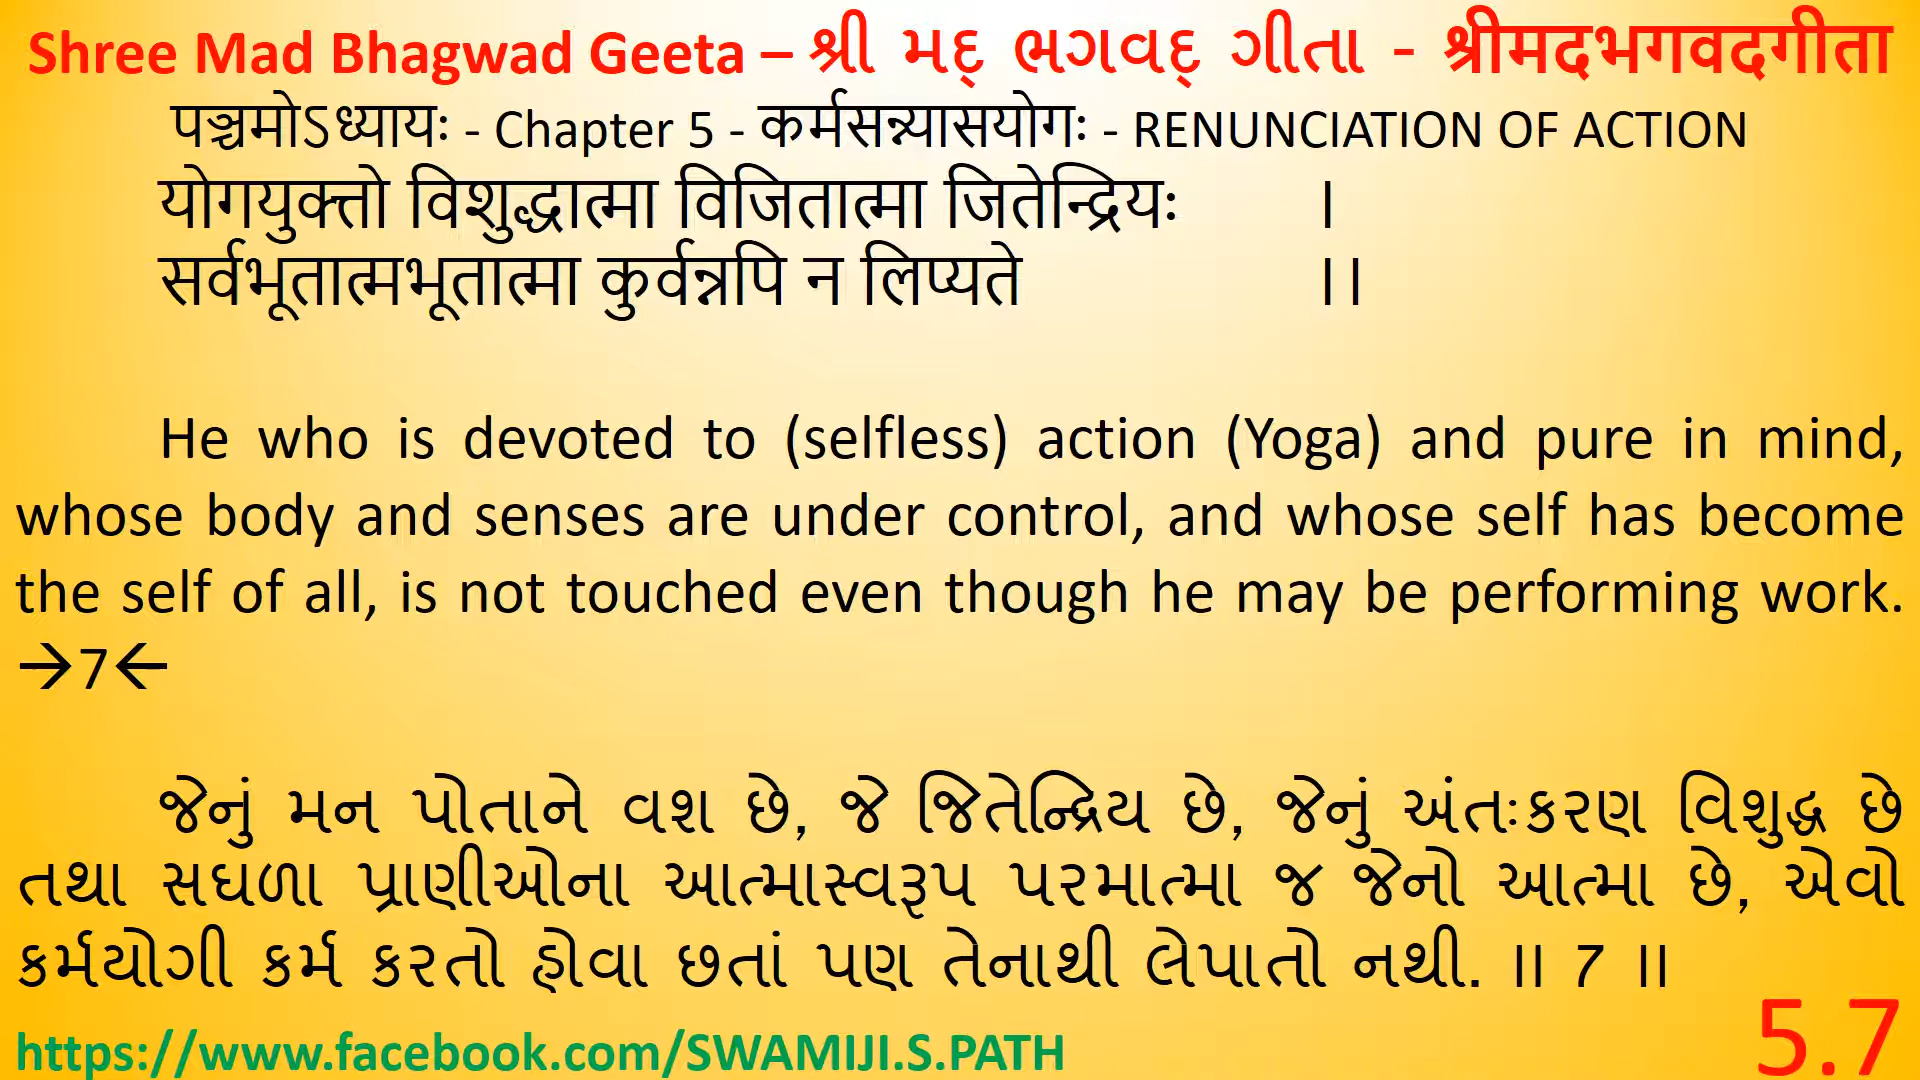 Shree Mad Bhagwad Geeta – શ્રી મદ્ ભગવદ્ ગીતા - श्रीमदभगवदगीता
पञ्चमोऽध्यायः - Chapter 5 - कर्मसन्न्यासयोगः - RENUNCIATION OF ACTION
योगयुक्तो विशुद्धात्मा विजितात्मा जितेन्द्रियः ।
सर्वभूतात्मभूतात्मा कुर्वन्नपि न लिप्यते ।।
He who is devoted to (selfless) action (Yoga) and pure in mind,
whose body and senses are under control, and whose self has become
the self of all, is not touched even though he may be performing work.
→7←
જેનું મન પોતાને વશ છે, જે જિતેન્દ્રિય છે, જેનું અંતઃકરણ વિશુદ્ધ છે
તથા સઘળા પ્રાણીઓના આત્માસ્વરૂપ પરમાત્મા જ જેનો આત્મા છે, એવો
કર્મયોગી કર્મ કરતો હોવા છતાં પણ તેનાથી લેપાતો નથી. ॥ 7 ॥
https://www.facebook.com/SWAMIJI.S.PATH
5.7